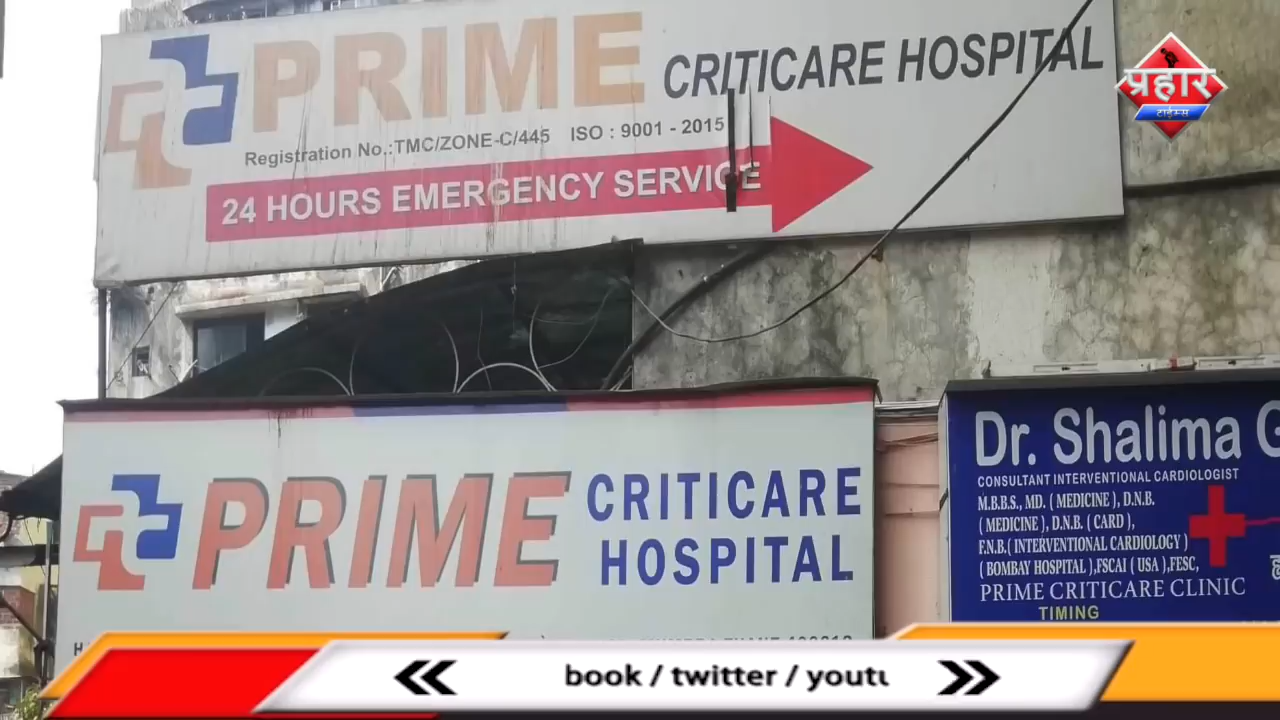 PRIME CRITICARE HOSPITAL
Registration No.:TMC/ZONE-C/445 ISO : 9001 - 2015
24 HOURS EMERGENCY SERVICE
प्रहार
टाईम्स
PRIME CRITICARE
HOSPITAL
Dr. Shalima G
CONSULTANT INTERVENTIONAL CARDIOLOGIST
M.B.B.S., MD. ( MEDICINE ), D.N.B.
( MEDICINE ), D.N.B. ( CARD ),
F.N.B.( INTERVENTIONAL CARDIOLOGY )
( BOMBAY HOSPITAL ),FSCAI ( USA ),FESC,
PRIME CRITICARE CLINIC
TIMING
book / twitter / youtu